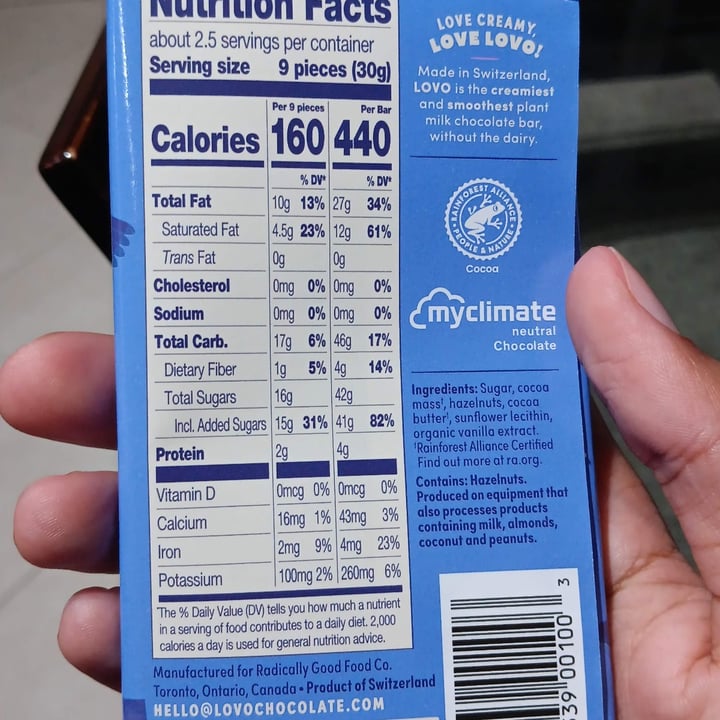 Nutrition Facts
about 2.5 servings per container
Serving size 9 pieces (30g)
Per 9 pieces Per Bar
Calories 160 440
% DV* % DV*
Total Fat 10g 13% 27g 34%
Saturated Fat 4.5g 23% 12g 61%
Trans Fat 0g 0g
Cholesterol 0mg 0% 0mg 0%
Sodium 0mg 0% 0mg 0%
Total Carb. 17g 6% 46g 17%
Dietary Fiber 1g 5% 4g 14%
Total Sugars 16g 42g
Incl. Added Sugars 15g 31% 41g 82%
Protein 2g 4g
Vitamin D 0mcg 0% 0mcg 0%
Calcium 16mg 1% 43mg 3%
Iron 2mg 9% 4mg 23%
Potassium 100mg 2% 260mg 6%
*The % Daily Value (DV) tells you how much a nutrient
in a serving of food contributes to a daily diet. 2,000
calories a day is used for general nutrition advice.
Manufactured for Radically Good Food Co.
Toronto, Ontario, Canada • Product of Switzerland
HELLO@LOVOCHOCOLATE.COM
LOVE CREAMY,
LOVE LOVO!
Made in Switzerland,
LOVO is the creamiest
and smoothest plant
milk chocolate bar,
without the dairy.
RAINFOREST ALLIANCE
PEOPLE & NATURE
Cocoa
myclimate
neutral
Chocolate
Ingredients: Sugar, cocoa
mass†, hazelnuts, cocoa
butter†, sunflower lecithin,
organic vanilla extract.
†Rainforest Alliance Certified
Find out more at ra.org.
Contains: Hazelnuts.
Produced on equipment that
also processes products
containing milk, almonds,
coconut and peanuts.
39 00100 3